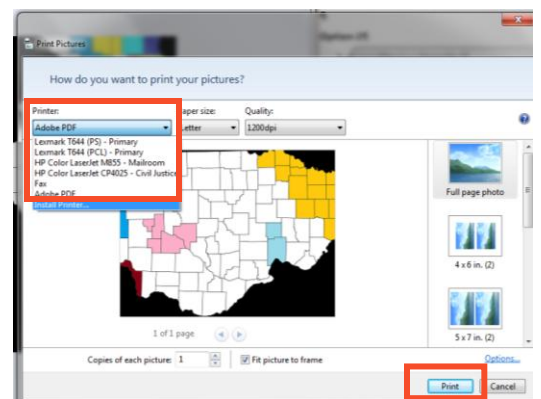 Print Pictures
How do you want to print your pictures?
Printer:
Paper size:
Quality:
Adobe PDF
Letter
1200dpi
Lexmark T644 (PS) - Primary
Lexmark T644 (PCL) - Primary
HP Color LaserJet M855 - Mailroom
HP Color LaserJet CP4025 - Civil Justice
Fax
Adobe PDF
Install Printer...
Full page photo
4 x 6 in. (2)
5 x 7 in. (2)
1 of 1 page
Copies of each picture:
1
Fit picture to frame
Options...
Print
Cancel